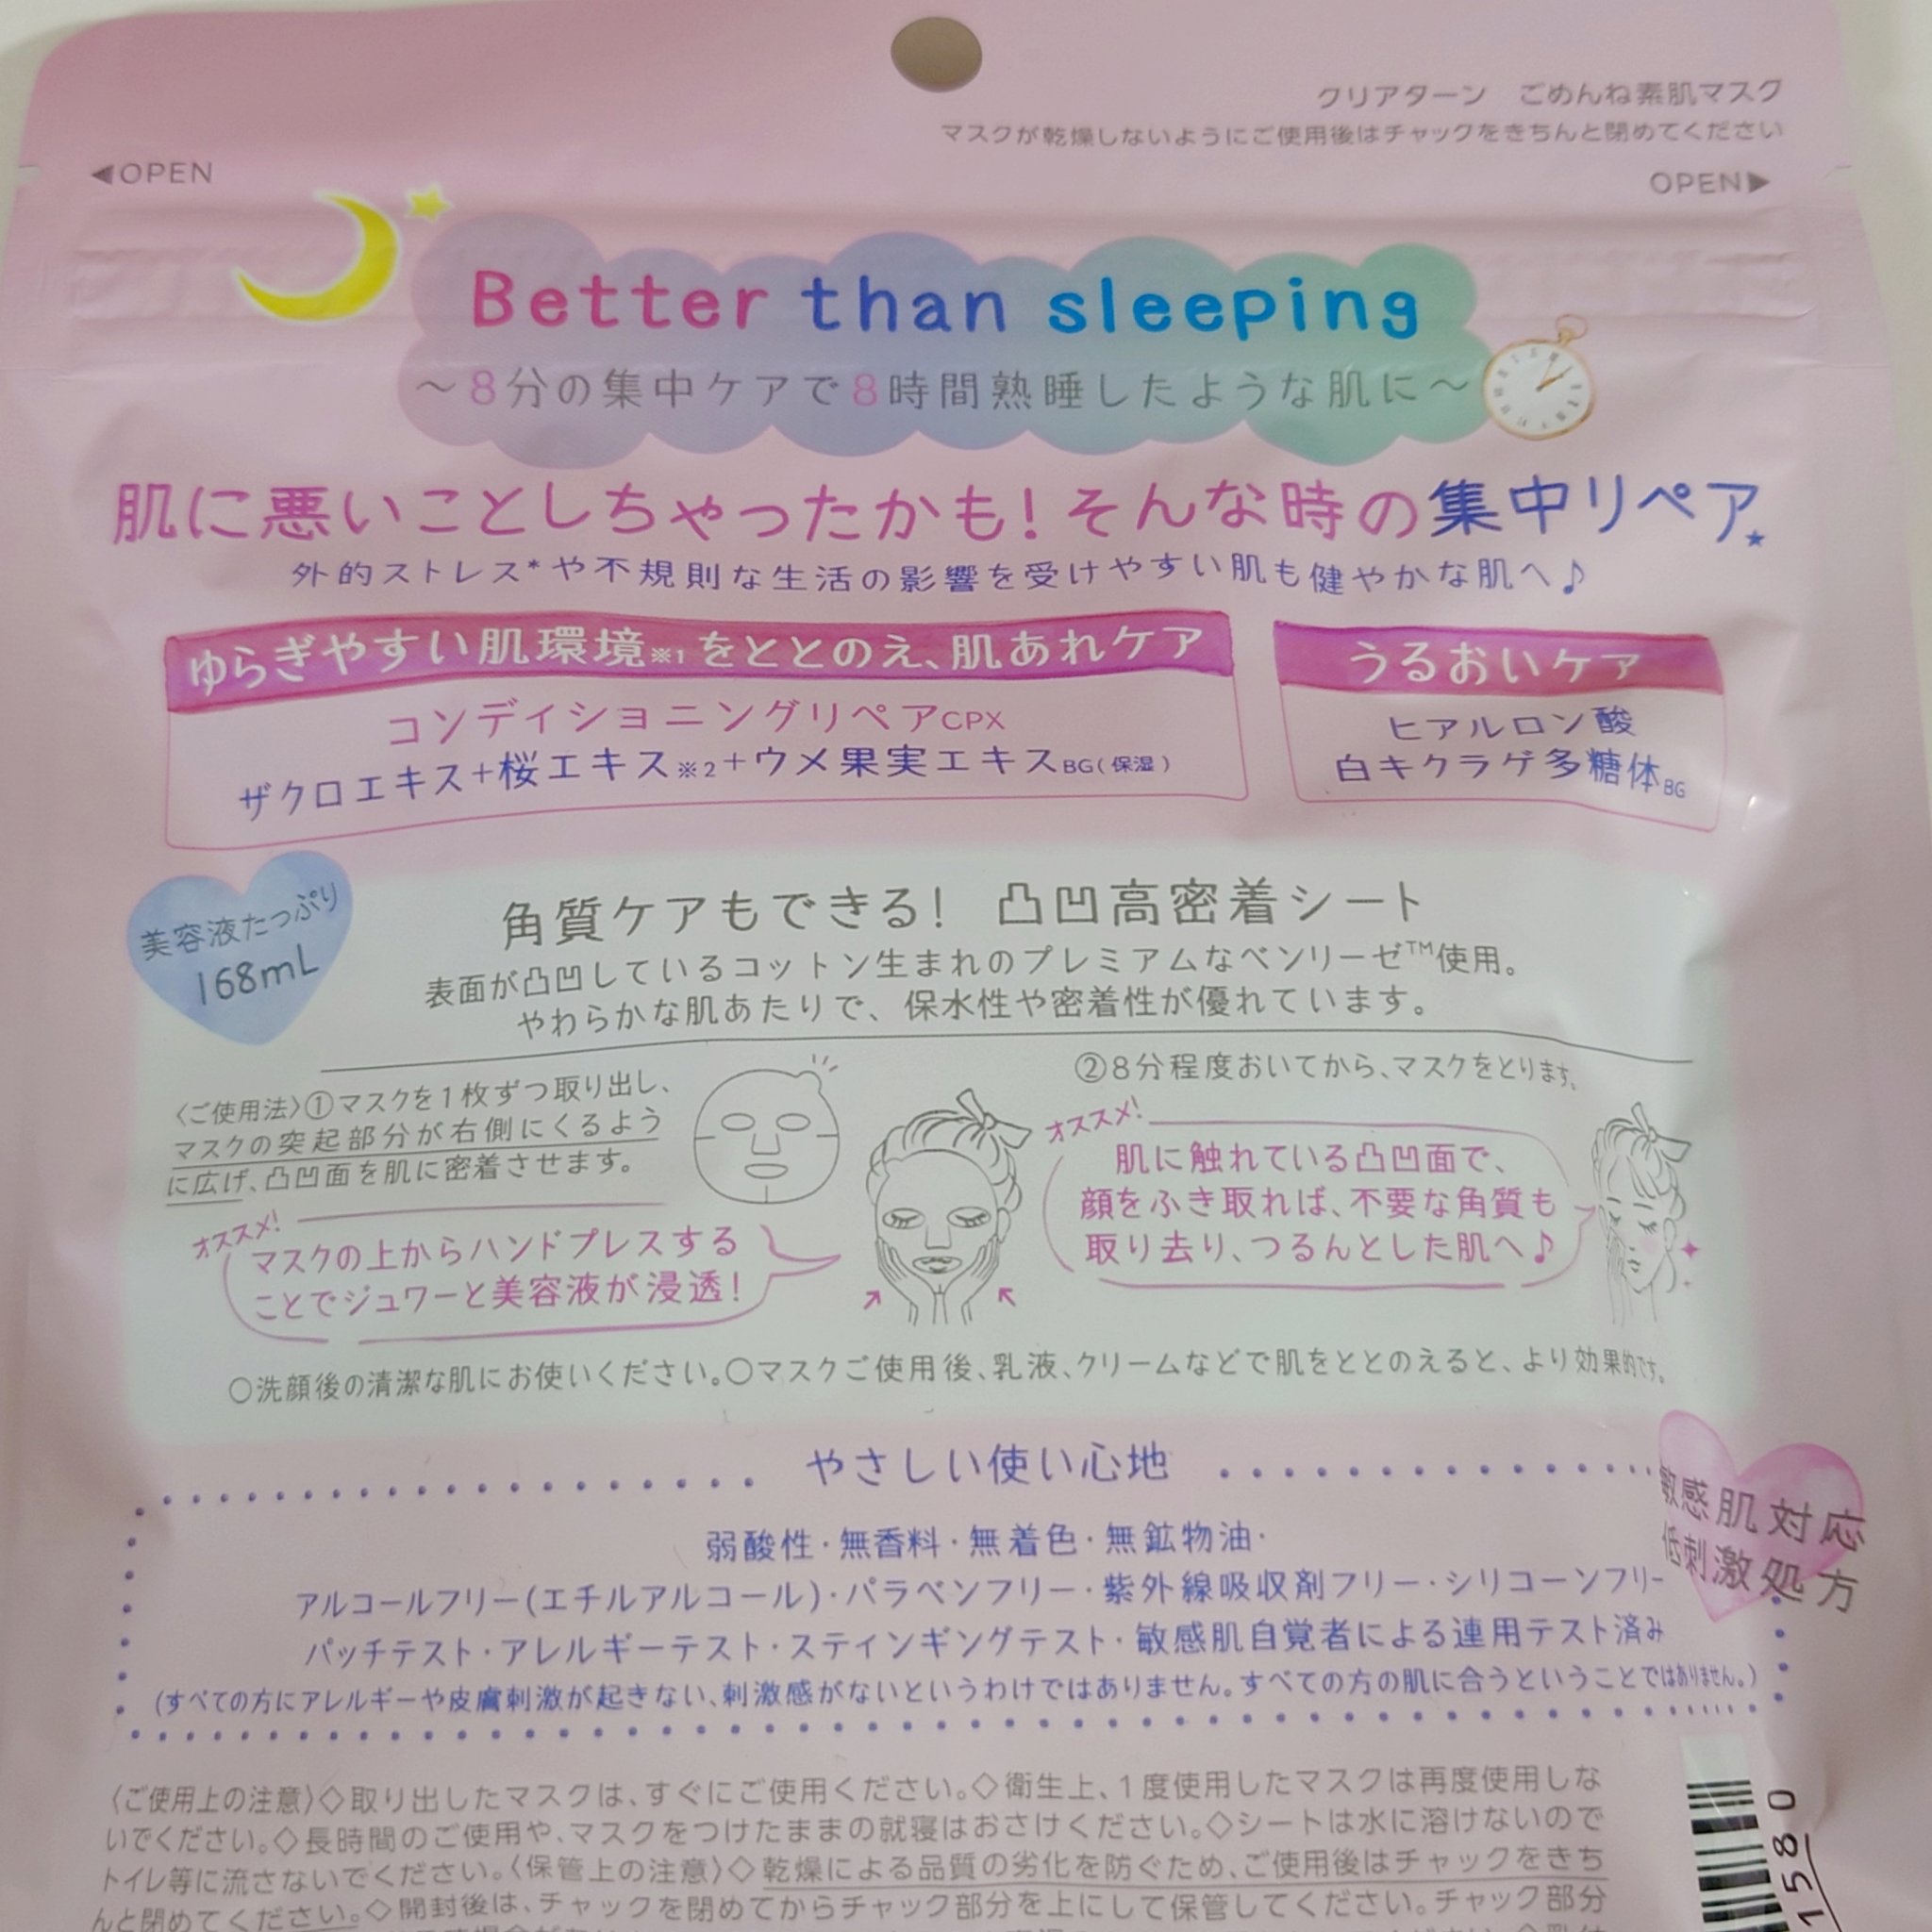 クリアターン ごめんね素肌マスク
マスクが乾燥しないようにご使用後はチャックをきちんと閉めてください
◀OPEN
OPEN▶
Better than sleeping
～8分の集中ケアで8時間熟睡したような肌に～
肌に悪いことしちゃったかも!そんな時の集中リペア★
外的ストレス*や不規則な生活の影響を受けやすい肌も健やかな肌へ♪
ゆらぎやすい肌環境※1をととのえ、肌あれケア
コンディショニングリペアCPX
ザクロエキス+桜エキス※2+ウメ果実エキスBG(保湿)
うるおいケア
ヒアルロン酸
白キクラゲ多糖体BG
美容液たっぷり
168mL
角質ケアもできる! 凸凹高密着シート
表面が凸凹しているコットン生まれのプレミアムなベンリーゼ™使用。
やわらかな肌あたりで、保水性や密着性が優れています。
〈ご使用法〉①マスクを1枚ずつ取り出し、
マスクの突起部分が右側にくるよう
に広げ、凸凹面を肌に密着させます。
オススメ!
マスクの上からハンドプレスする
ことでジュワーと美容液が浸透!
②8分程度おいてから、マスクをとります。
オススメ!
肌に触れている凸凹面で、
顔をふき取れば、不要な角質も
取り去り、つるんとした肌へ♪
○洗顔後の清潔な肌にお使いください。○マスクご使用後、乳液、クリームなどで肌をととのえると、より効果的です。
やさしい使い心地
敏感肌対応
低刺激処方
弱酸性・無香料・無着色・無鉱物油・
アルコールフリー(エチルアルコール)・パラベンフリー・紫外線吸収剤フリー・シリコーンフリー
パッチテスト・アレルギーテスト・スティンギングテスト・敏感肌自覚者による連用テスト済み
(すべての方にアレルギーや皮膚刺激が起きない、刺激感がないというわけではありません。すべての方の肌に合うということではありません。)
〈ご使用上の注意〉◇取り出したマスクは、すぐにご使用ください。◇衛生上、1度使用したマスクは再度使用しな
いでください。◇長時間のご使用や、マスクをつけたままの就寝はおさけください。◇シートは水に溶けないので
トイレ等に流さないでください。〈保管上の注意〉◇乾燥による品質の劣化を防ぐため、ご使用後はチャックをきち
んと閉めてください。◇開封後は、チャックを閉めてからチャック部分を上にして保管してください。チャック部分
1580